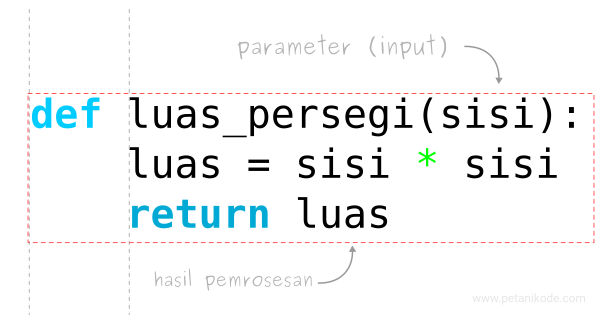 parameter (input)
def luas_persegi(sisi):
    luas = sisi * sisi
    return luas
hasil pemrosesan
www.petanikode.com